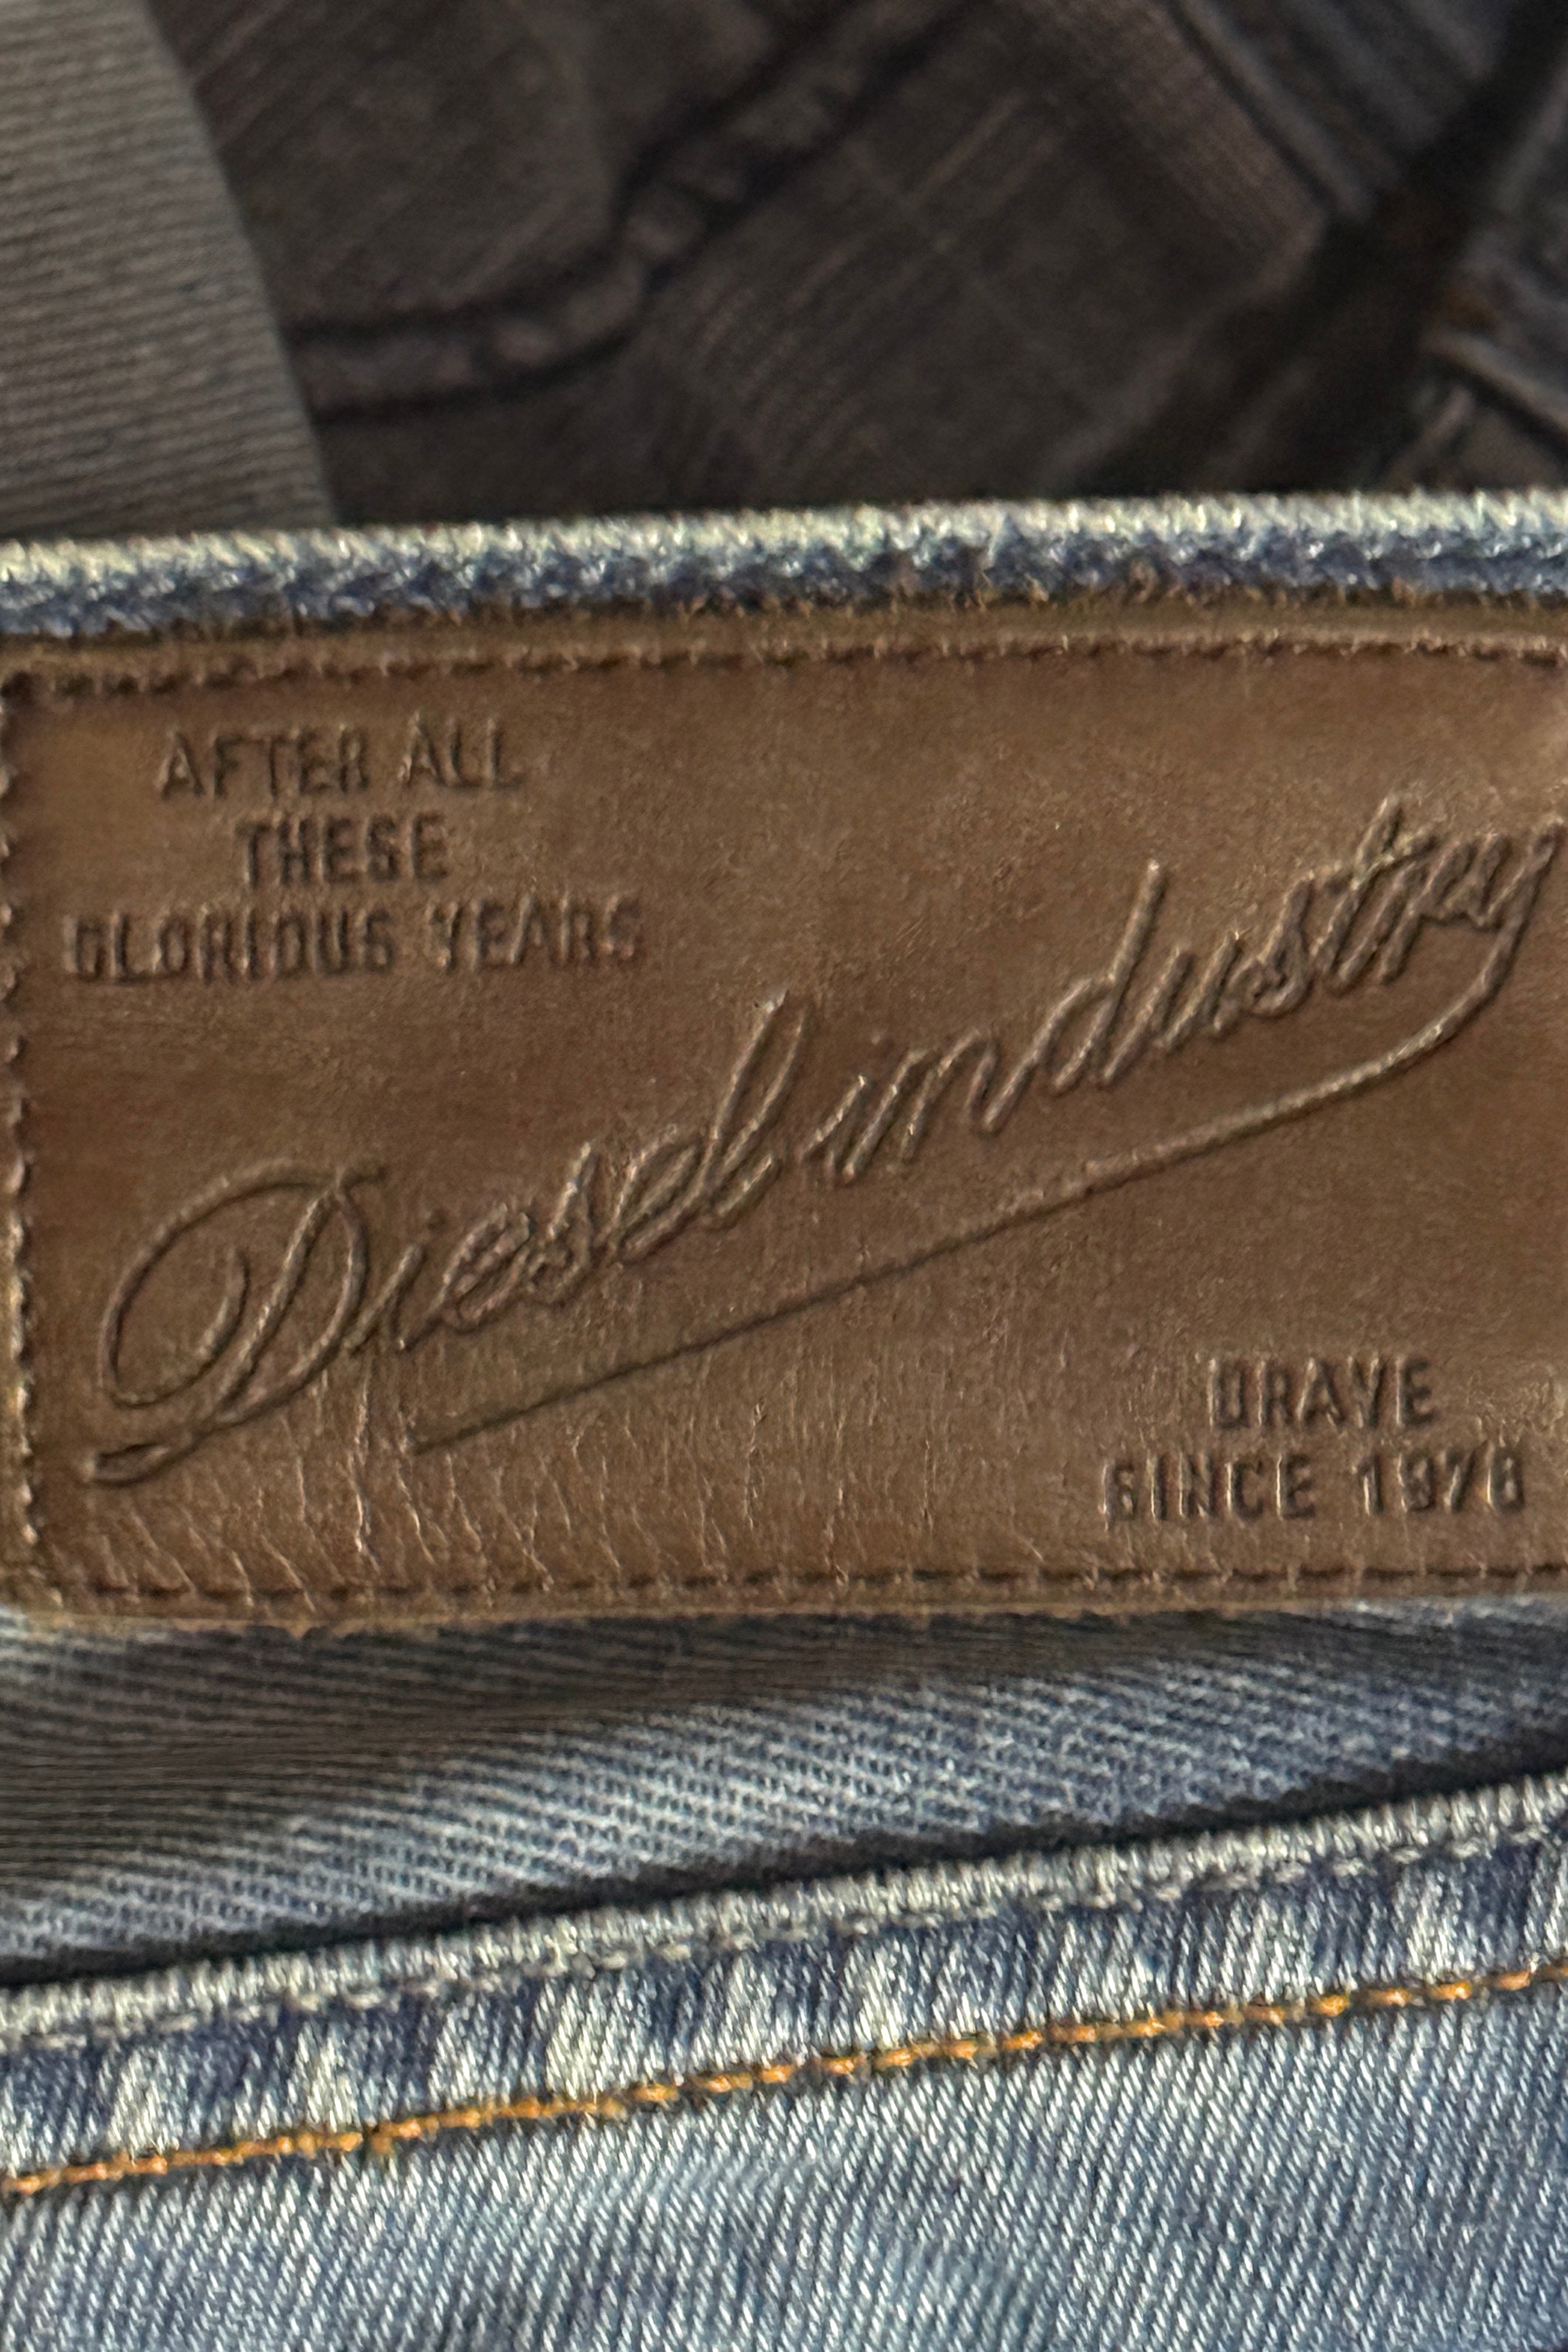 AFTER ALL
THESE
GLORIOUS YEARS
Diesel industry
BRAVE
SINCE 1978